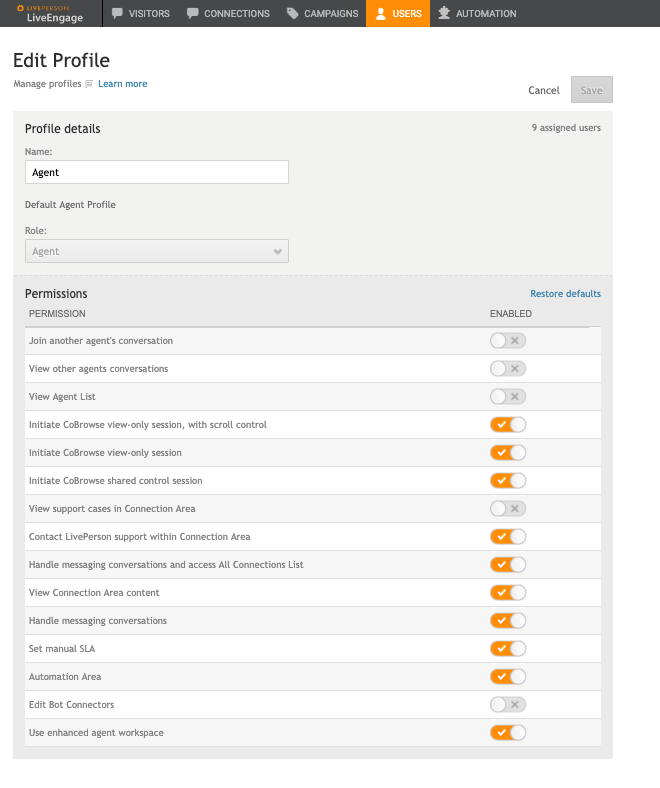 LIVEPERSON
LiveEngage
VISITORS
CONNECTIONS
CAMPAIGNS
USERS
AUTOMATION
Edit Profile
Manage profiles Learn more
Cancel
Save
Profile details
9 assigned users
Name:
Agent
Default Agent Profile
Role:
Agent
Permissions
Restore defaults
PERMISSION ENABLED
Join another agent's conversation
View other agents conversations
View Agent List
Initiate CoBrowse view-only session, with scroll control
Initiate CoBrowse view-only session
Initiate CoBrowse shared control session
View support cases in Connection Area
Contact LivePerson support within Connection Area
Handle messaging conversations and access All Connections List
View Connection Area content
Handle messaging conversations
Set manual SLA
Automation Area
Edit Bot Connectors
Use enhanced agent workspace